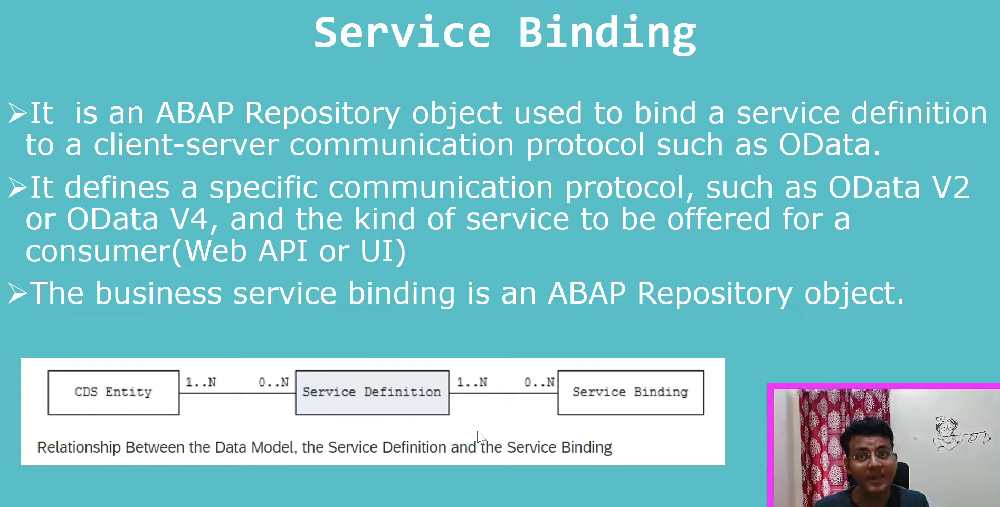 Service Binding
➢It  is an ABAP Repository object used to bind a service definition
to a client-server communication protocol such as OData.
➢It defines a specific communication protocol, such as OData V2
or OData V4, and the kind of service to be offered for a
consumer(Web API or UI)
➢The business service binding is an ABAP Repository object.
CDS Entity 1..N 0..N Service Definition 1..N 0..N Service Binding
Relationship Between the Data Model, the Service Definition and the Service Binding